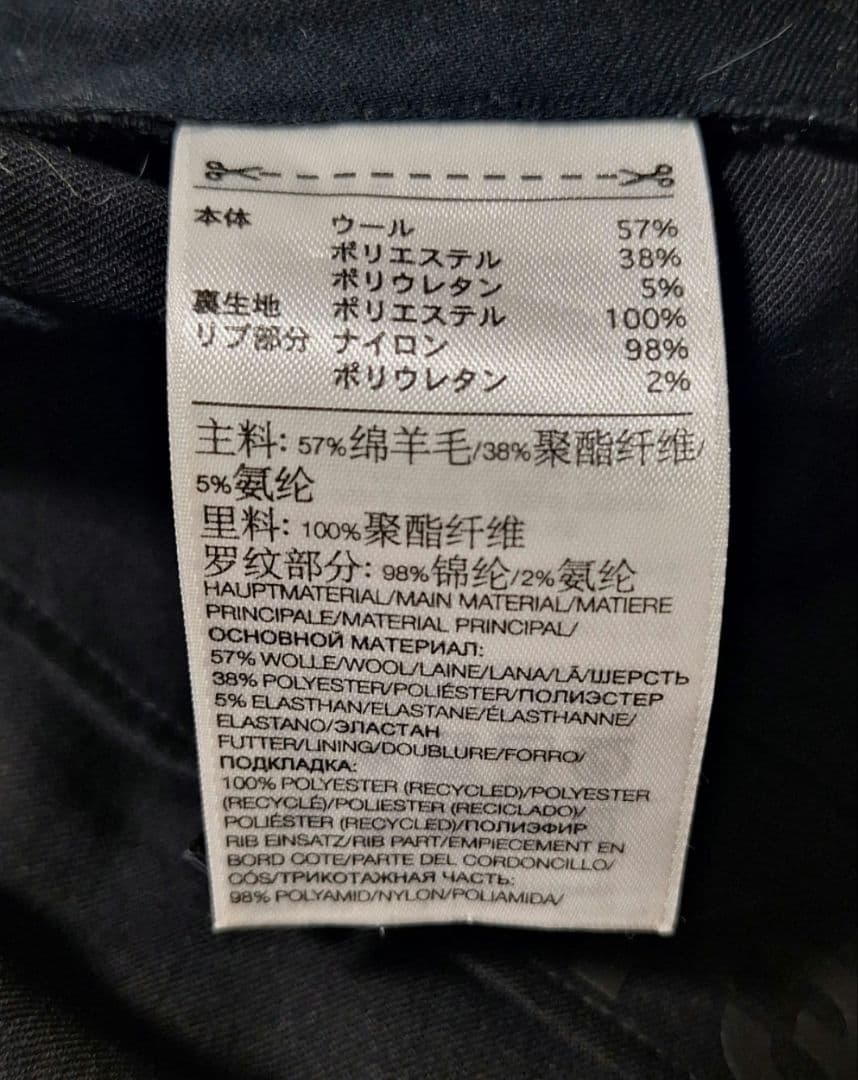 本体 ウール 57%
ポリエステル 38%
ポリウレタン 5%
裏生地 ポリエステル 100%
リブ部分 ナイロン 98%
ポリウレタン 2%
主料: 57%绵羊毛/38%聚酯纤维/
5%氨纶
里料: 100%聚酯纤维
罗纹部分: 98%锦纶/2%氨纶
HAUPTMATERIAL/MAIN MATERIAL/MATIERE
PRINCIPALE/MATERIAL PRINCIPAL/
ОСНОВНОЙ МАТЕРИАЛ:
57% WOLLE/WOOL/LAINE/LANA/LÃ/ШЕРСТЬ
38% POLYESTER/POLIÉSTER/ПОЛИЭСТЕР
5% ELASTHAN/ELASTANE/ÉLASTHANNE/
ELASTANO/ЭЛАСТАН
FUTTER/LINING/DOUBLURE/FORRO/
ПОДКЛАДКА:
100% POLYESTER (RECYCLED)/POLYESTER
(RECYCLÉ)/POLIESTER (RECICLADO)/
POLIÉSTER (RECYCLED)/ПОЛИЭФИР
RIB EINSATZ/RIB PART/EMPIECEMENT EN
BORD COTE/PARTE DEL CORDONCILLO/
CÓS/ТРИКОТАЖНАЯ ЧАСТЬ:
98% POLYAMID/NYLON/POLIAMIDA/